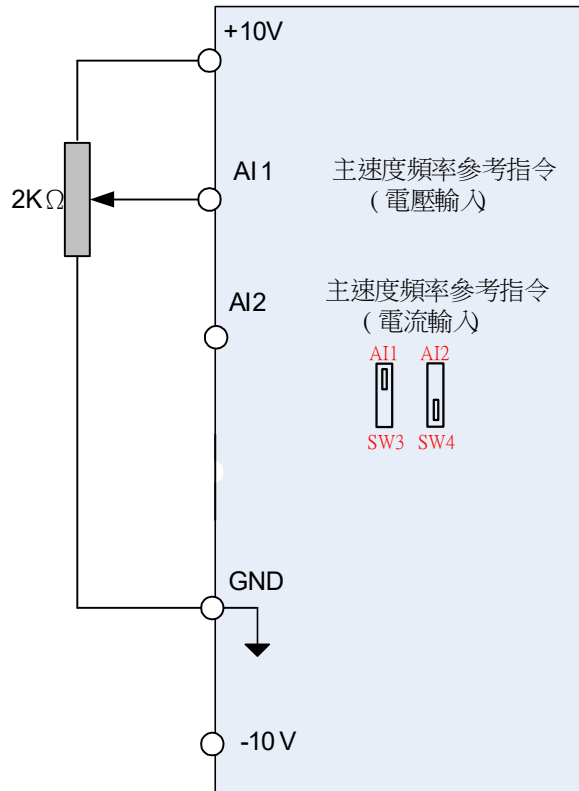 +10V
AI1
主速度頻率參考指令
(電壓輸入)
2KΩ
AI2
主速度頻率參考指令
(電流輸入)
AI1 AI2
SW3 SW4
GND
-10V